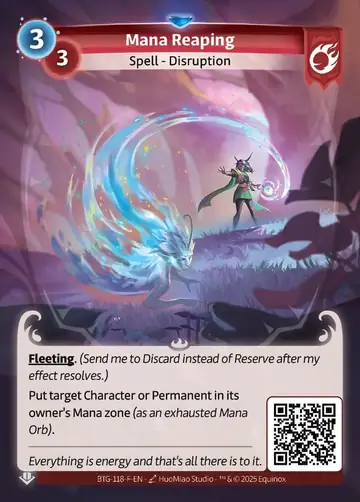 3
Mana Reaping
3
Spell - Disruption
Fleeting. (Send me to Discard instead of Reserve after my
effect resolves.)
Put target Character or Permanent in its
owner's Mana zone (as an exhausted Mana
Orb).
Everything is energy and that's all there is to it.
BTG-118-F-EN - HuoMiao Studio - ™ & © 2025 Equinox